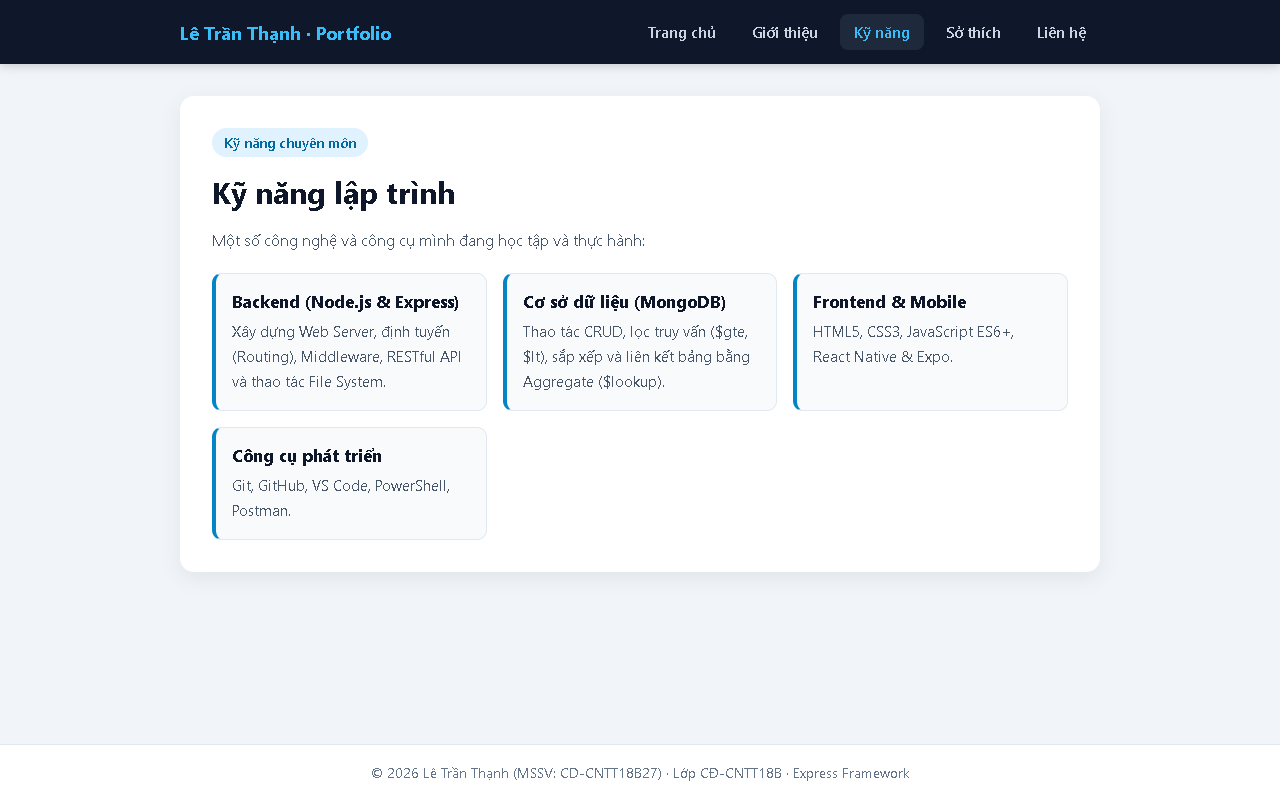 Lê Trần Thạnh · Portfolio
Trang chủ
Giới thiệu
Kỹ năng
Sở thích
Liên hệ
Kỹ năng chuyên môn
Kỹ năng lập trình
Một số công nghệ và công cụ mình đang học tập và thực hành:
Backend (Node.js & Express)
Xây dựng Web Server, định tuyến
(Routing), Middleware, RESTful API
và thao tác File System.
Cơ sở dữ liệu (MongoDB)
Thao tác CRUD, lọc truy vấn ($gte,
$lt), sắp xếp và liên kết bảng bằng
Aggregate ($lookup).
Frontend & Mobile
HTML5, CSS3, JavaScript ES6+,
React Native & Expo.
Công cụ phát triển
Git, GitHub, VS Code, PowerShell,
Postman.
© 2026 Lê Trần Thạnh (MSSV: CD-CNTT18B27) · Lớp CĐ-CNTT18B · Express Framework